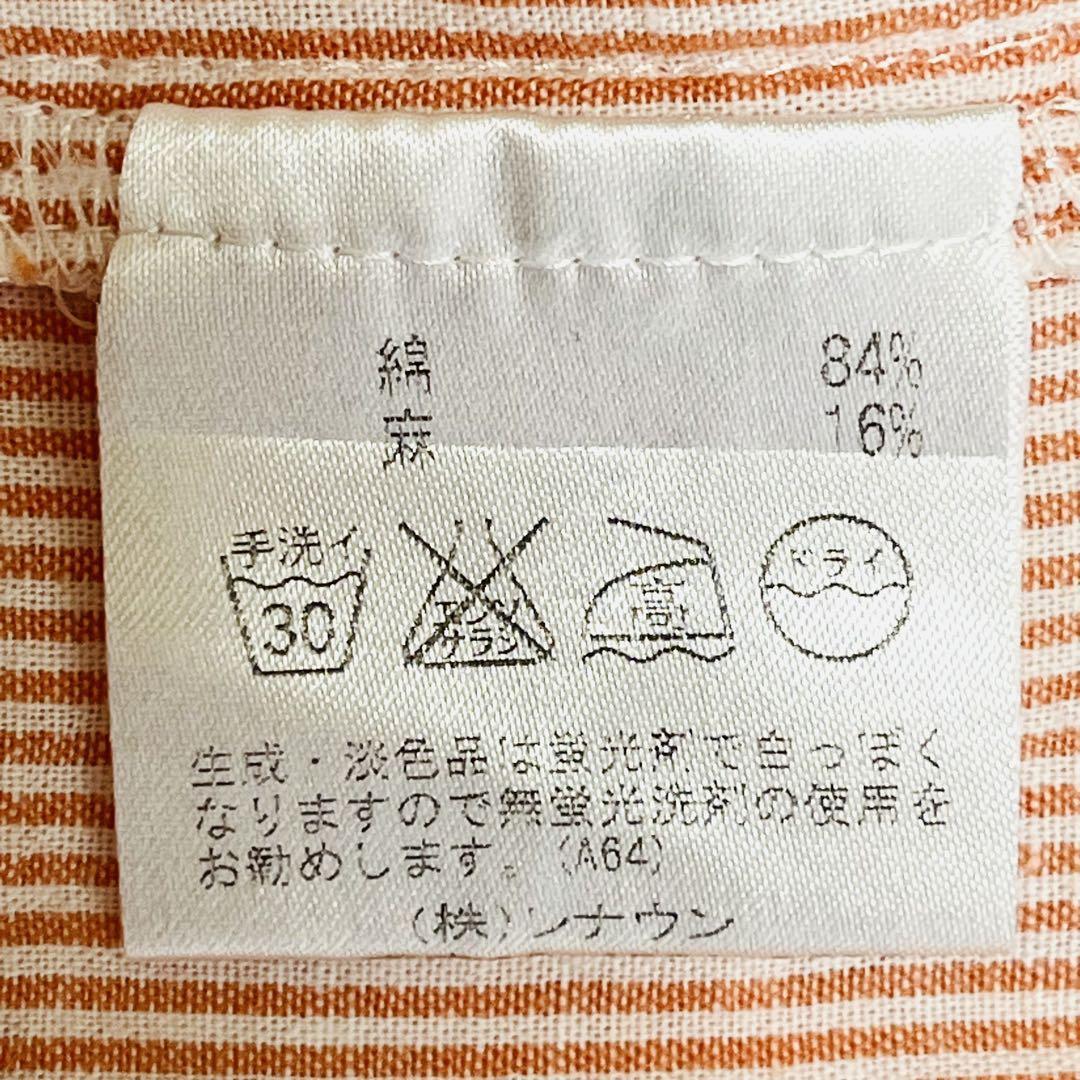 綿 84%
麻 16%
手洗イ
30
エンソ
サラシ
高
ドライ
生成・淡色品は蛍光剤で白っぽく
なりますので無蛍光洗剤の使用を
お勧めします。(A64)
(株)レナウン